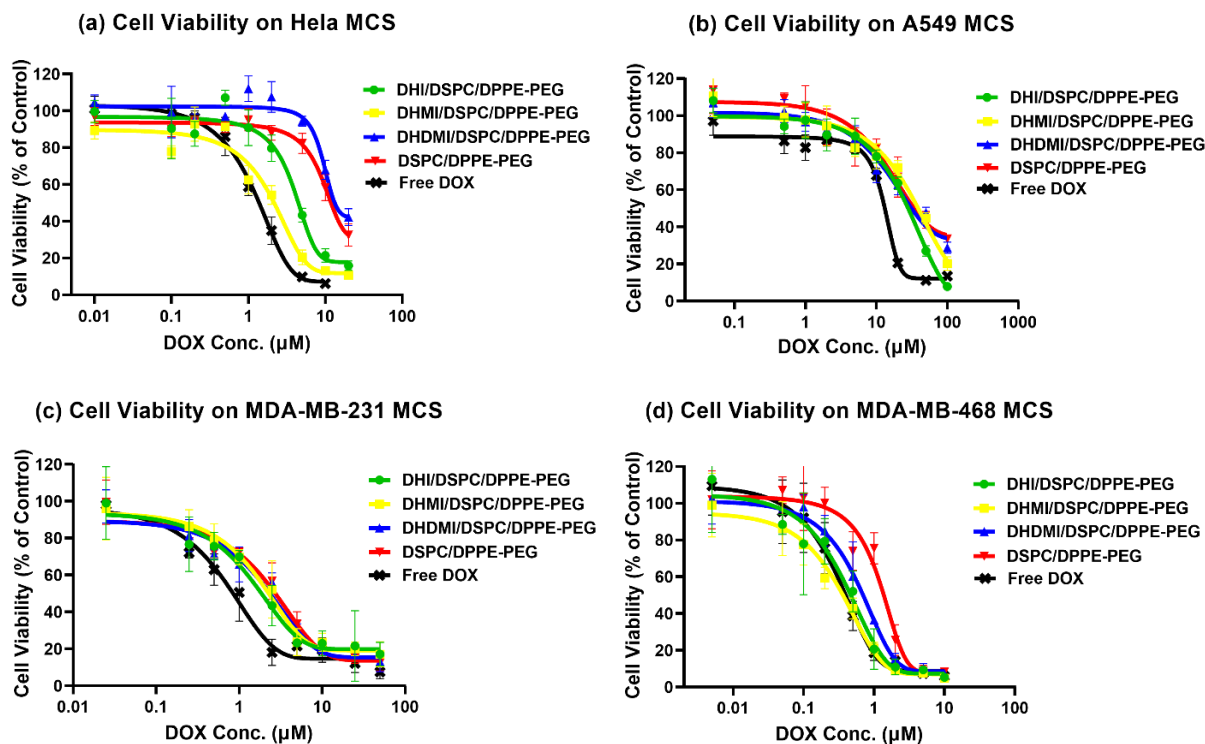 (a) Cell Viability on Hela MCS
Cell Viability (% of Control)
120
100
80
60
40
20
0
0.01
0.1
1
10
100
DOX Conc. (µM)
DHI/DSPC/DPPE-PEG
DHMI/DSPC/DPPE-PEG
DHDMI/DSPC/DPPE-PEG
DSPC/DPPE-PEG
Free DOX
(b) Cell Viability on A549 MCS
Cell Viability (% of Control)
120
100
80
60
40
20
0
0.1
1
10
100
1000
DOX Conc. (µM)
DHI/DSPC/DPPE-PEG
DHMI/DSPC/DPPE-PEG
DHDMI/DSPC/DPPE-PEG
DSPC/DPPE-PEG
Free DOX
(c) Cell Viability on MDA-MB-231 MCS
Cell Viability (% of Control)
120
100
80
60
40
20
0
0.01
0.1
1
10
100
DOX Conc. (µM)
DHI/DSPC/DPPE-PEG
DHMI/DSPC/DPPE-PEG
DHDMI/DSPC/DPPE-PEG
DSPC/DPPE-PEG
Free DOX
(d) Cell Viability on MDA-MB-468 MCS
Cell Viability (% of Control)
120
100
80
60
40
20
0
0.01
0.1
1
10
100
DOX Conc. (µM)
DHI/DSPC/DPPE-PEG
DHMI/DSPC/DPPE-PEG
DHDMI/DSPC/DPPE-PEG
DSPC/DPPE-PEG
Free DOX